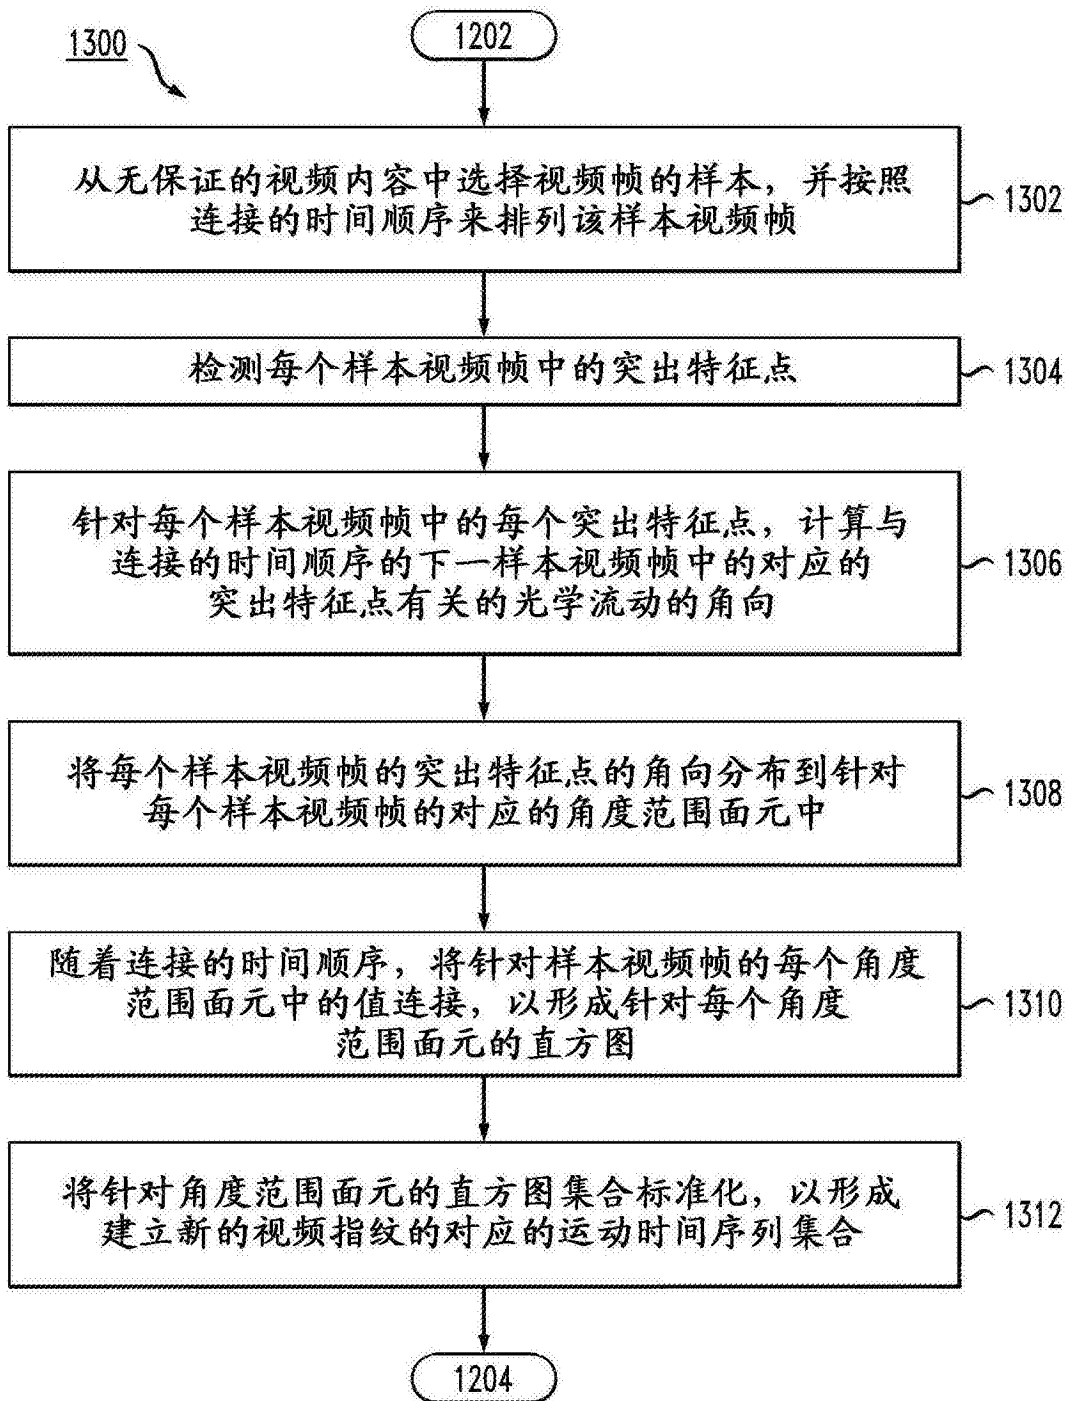 1300
1202
从无保证的视频内容中选择视频帧的样本，并按照
连接的时间顺序来排列该样本视频帧
1302
检测每个样本视频帧中的突出特征点
1304
针对每个样本视频帧中的每个突出特征点，计算与
连接的时间顺序的下一样本视频帧中的对应的
突出特征点有关的光学流动的角向
1306
将每个样本视频帧的突出特征点的角向分布到针对
每个样本视频帧的对应的角度范围面元中
1308
随着连接的时间顺序，将针对样本视频帧的每个角度
范围面元中的值连接，以形成针对每个角度
范围面元的直方图
1310
将针对角度范围面元的直方图集合标准化，以形成
建立新的视频指纹的对应的运动时间序列集合
1312
1204